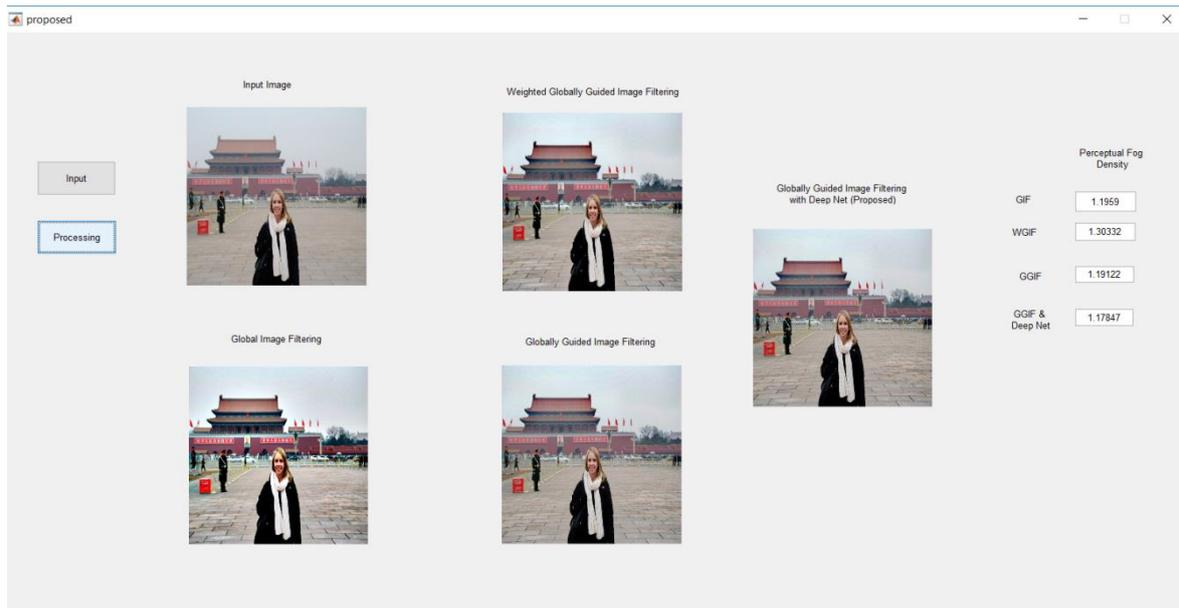 proposed
Input Image
Weighted Globally Guided Image Filtering
Input
Processing
Globally Guided Image Filtering
with Deep Net (Proposed)
Perceptual Fog
Density
GIF
1.1959
WGIF
1.30332
GGIF
1.19122
GGIF &
Deep Net
1.17847
Global Image Filtering
Globally Guided Image Filtering